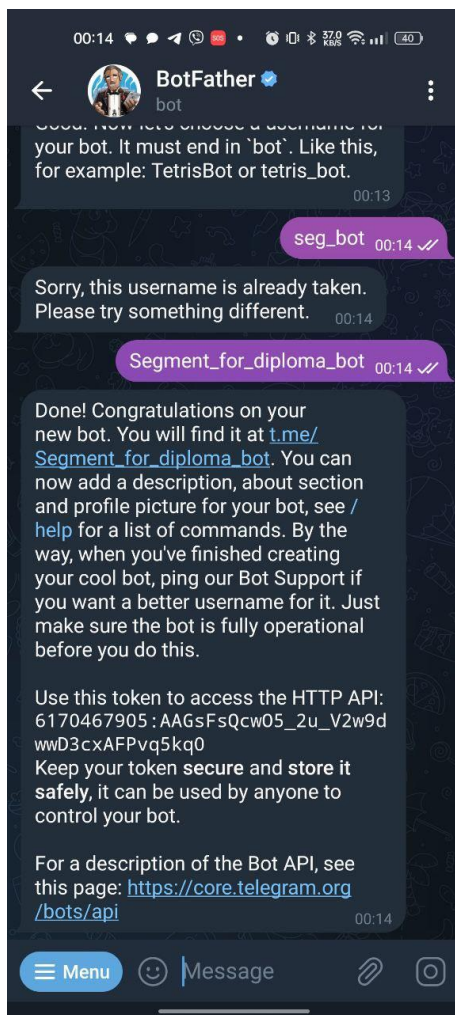 00:14
37.0 KB/S
40
BotFather
bot
Good. Now let's choose a username for
your bot. It must end in `bot`. Like this,
for example: TetrisBot or tetris_bot.
00:13
seg_bot 00:14
Sorry, this username is already taken.
Please try something different. 00:14
Segment_for_diploma_bot 00:14
Done! Congratulations on your
new bot. You will find it at t.me/
Segment_for_diploma_bot. You can
now add a description, about section
and profile picture for your bot, see /
help for a list of commands. By the
way, when you've finished creating
your cool bot, ping our Bot Support if
you want a better username for it. Just
make sure the bot is fully operational
before you do this.
Use this token to access the HTTP API:
6170467905:AAGsFsQcwO5_2u_V2w9d
wwD3cxAFPvq5kq0
Keep your token secure and store it
safely, it can be used by anyone to
control your bot.
For a description of the Bot API, see
this page: https://core.telegram.org
/bots/api 00:14
Menu
Message